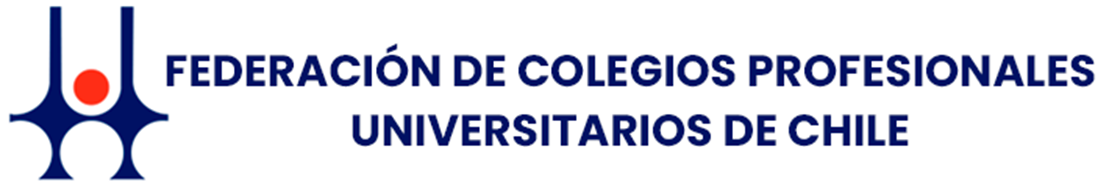 FEDERACIÓN DE COLEGIOS PROFESIONALES
UNIVERSITARIOS DE CHILE